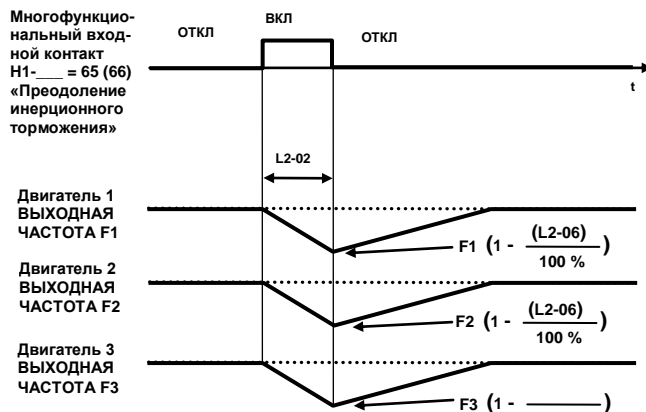 Многофункцио-
нальный вход-
ной контакт
H1-___ = 65 (66)
«Преодоление
инерционного
торможения»
ОТКЛ
ВКЛ
ОТКЛ
t
L2-02
Двигатель 1
ВЫХОДНАЯ
ЧАСТОТА F1
F1 (1 - (L2-06) )
100 %
Двигатель 2
ВЫХОДНАЯ
ЧАСТОТА F2
F2 (1 - (L2-06) )
100 %
Двигатель 3
ВЫХОДНАЯ
ЧАСТОТА F3
F3 (1 - ——— )